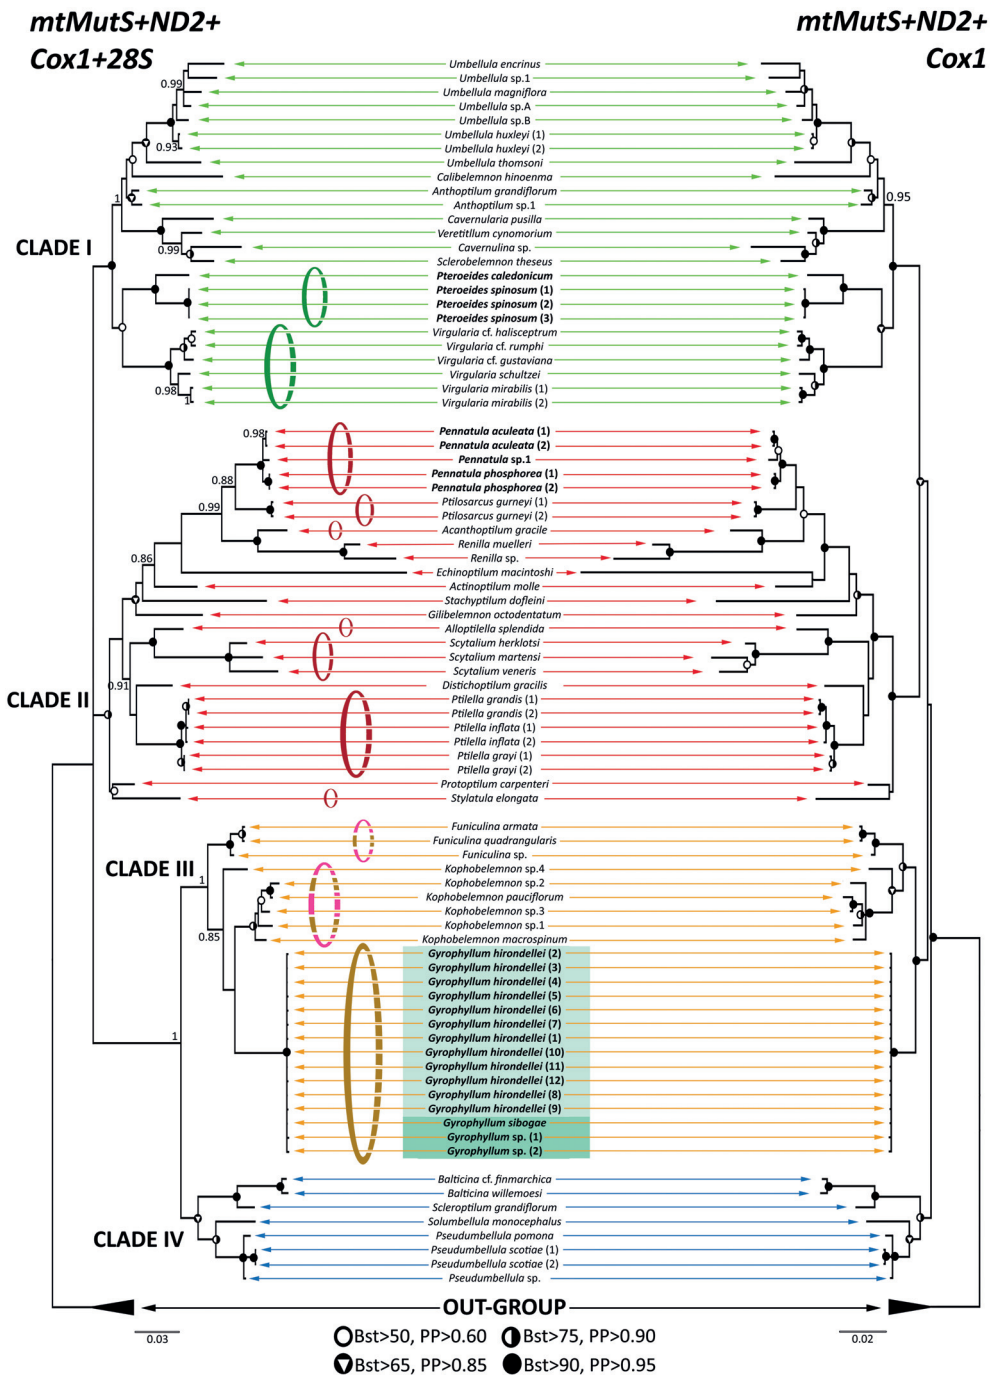 mtMutS+ND2+
Cox1+28S
mtMutS+ND2+
Cox1
Umbellula encrinus
Umbellula sp.1
0.99
Umbellula magniflora
Umbellula sp.A
Umbellula sp.B
Umbellula huxleyi (1)
0.93
Umbellula huxleyi (2)
Umbellula thomsoni
Calibelemnon hinoenma
Anthoptilum grandiflorum
1
0.95
Anthoptilum sp.1
Cavernularia pusilla
Veretitllum cynomorium
CLADE I
0.99
Cavernulina sp.
Sclerobelemnon theseus
Pteroeides caledonicum
Pteroeides spinosum (1)
Pteroeides spinosum (2)
Pteroeides spinosum (3)
Virgularia cf. halisceptrum
Virgularia cf. rumphi
Virgularia cf. gustaviana
Virgularia schultzei
0.98
Virgularia mirabilis (1)
1
Virgularia mirabilis (2)
0.98
Pennatula aculeata (1)
Pennatula aculeata (2)
Pennatula sp.1
Pennatula phosphorea (1)
0.88
Pennatula phosphorea (2)
Ptilosarcus gurneyi (1)
0.99
Ptilosarcus gurneyi (2)
Acanthoptilum gracile
Renilla muelleri
0.86
Renilla sp.
Echinoptilum macintoshi
Actinoptilum molle
Stachyptilum dofleini
Gilibelemnon octodentatum
Alloptilella splendida
Scytalium herklotsi
Scytalium martensi
Scytalium veneris
0.91
Distichoptilum gracilis
CLADE II
Ptilella grandis (1)
Ptilella grandis (2)
Ptilella inflata (1)
Ptilella inflata (2)
Ptilella grayi (1)
Ptilella grayi (2)
Protoptilum carpenteri
Stylatula elongata
Funiculina armata
Funiculina quadrangularis
Funiculina sp.
CLADE III
Kophobelemnon sp.4
1
Kophobelemnon sp.2
Kophobelemnon pauciflorum
Kophobelemnon sp.3
Kophobelemnon sp.1
0.85
Kophobelemnon macrospinum
Gyrophyllum hirondellei (2)
Gyrophyllum hirondellei (3)
Gyrophyllum hirondellei (4)
Gyrophyllum hirondellei (5)
Gyrophyllum hirondellei (6)
Gyrophyllum hirondellei (7)
1
Gyrophyllum hirondellei (1)
Gyrophyllum hirondellei (10)
Gyrophyllum hirondellei (11)
Gyrophyllum hirondellei (12)
Gyrophyllum hirondellei (8)
Gyrophyllum hirondellei (9)
Gyrophyllum sibogae
Gyrophyllum sp. (1)
Gyrophyllum sp. (2)
Balticina cf. finmarchica
Balticina willemoesi
Scleroptilum grandiflorum
Solumbellula monocephalus
CLADE IV
Pseudumbellula pomona
Pseudumbellula scotiae (1)
Pseudumbellula scotiae (2)
Pseudumbellula sp.
OUT-GROUP
0.03
Bst>50, PP>0.60
Bst>75, PP>0.90
0.02
Bst>65, PP>0.85
Bst>90, PP>0.95